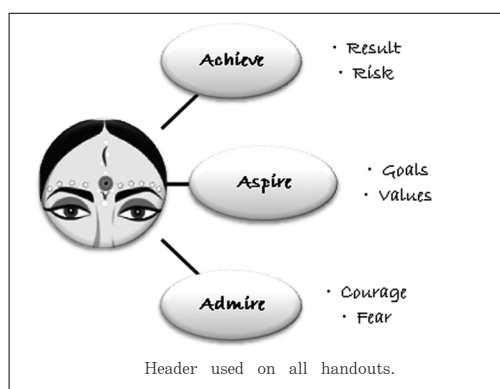 Achieve
· Result
· Risk
Aspire
· Goals
· Values
Admire
· Courage
· Fear
Header used on all handouts.